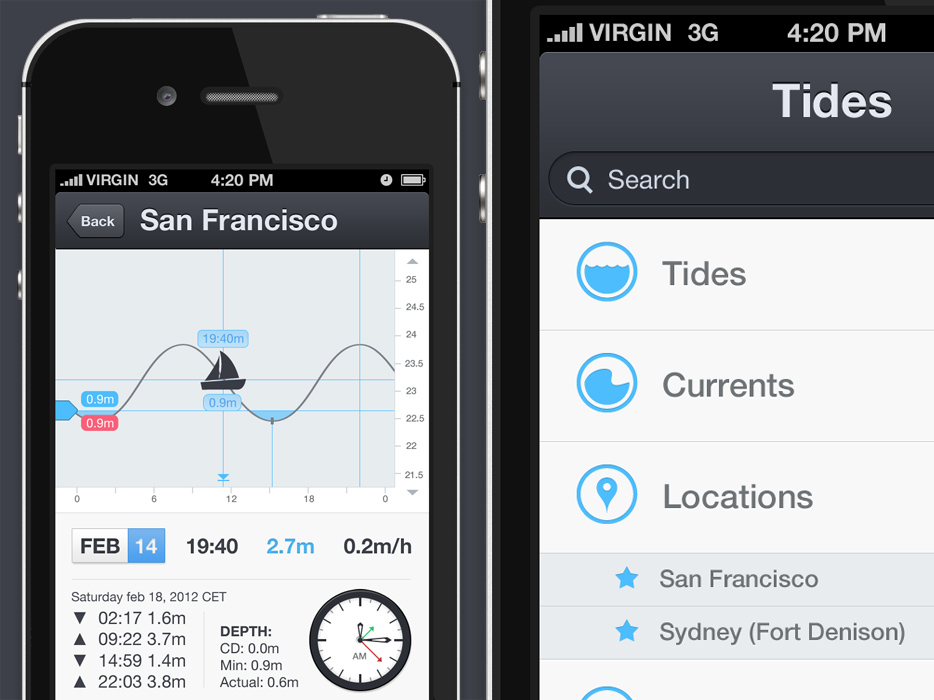 VIRGIN 3G 4:20 PM
Back San Francisco
25
24.5
24
23.5
23
22.5
22
21.5
19:40m
0.9m
0.9m
0.9m
0 6 12 18 0
FEB 14 19:40 2.7m 0.2m/h
Saturday feb 18, 2012 CET
▼ 02:17 1.6m
▲ 09:22 3.7m
▼ 14:59 1.4m
▲ 22:03 3.8m
DEPTH:
CD: 0.0m
Min: 0.9m
Actual: 0.6m
AM
VIRGIN 3G 4:20 PM
Tides
Search
Tides
Currents
Locations
San Francisco
Sydney (Fort Denison)